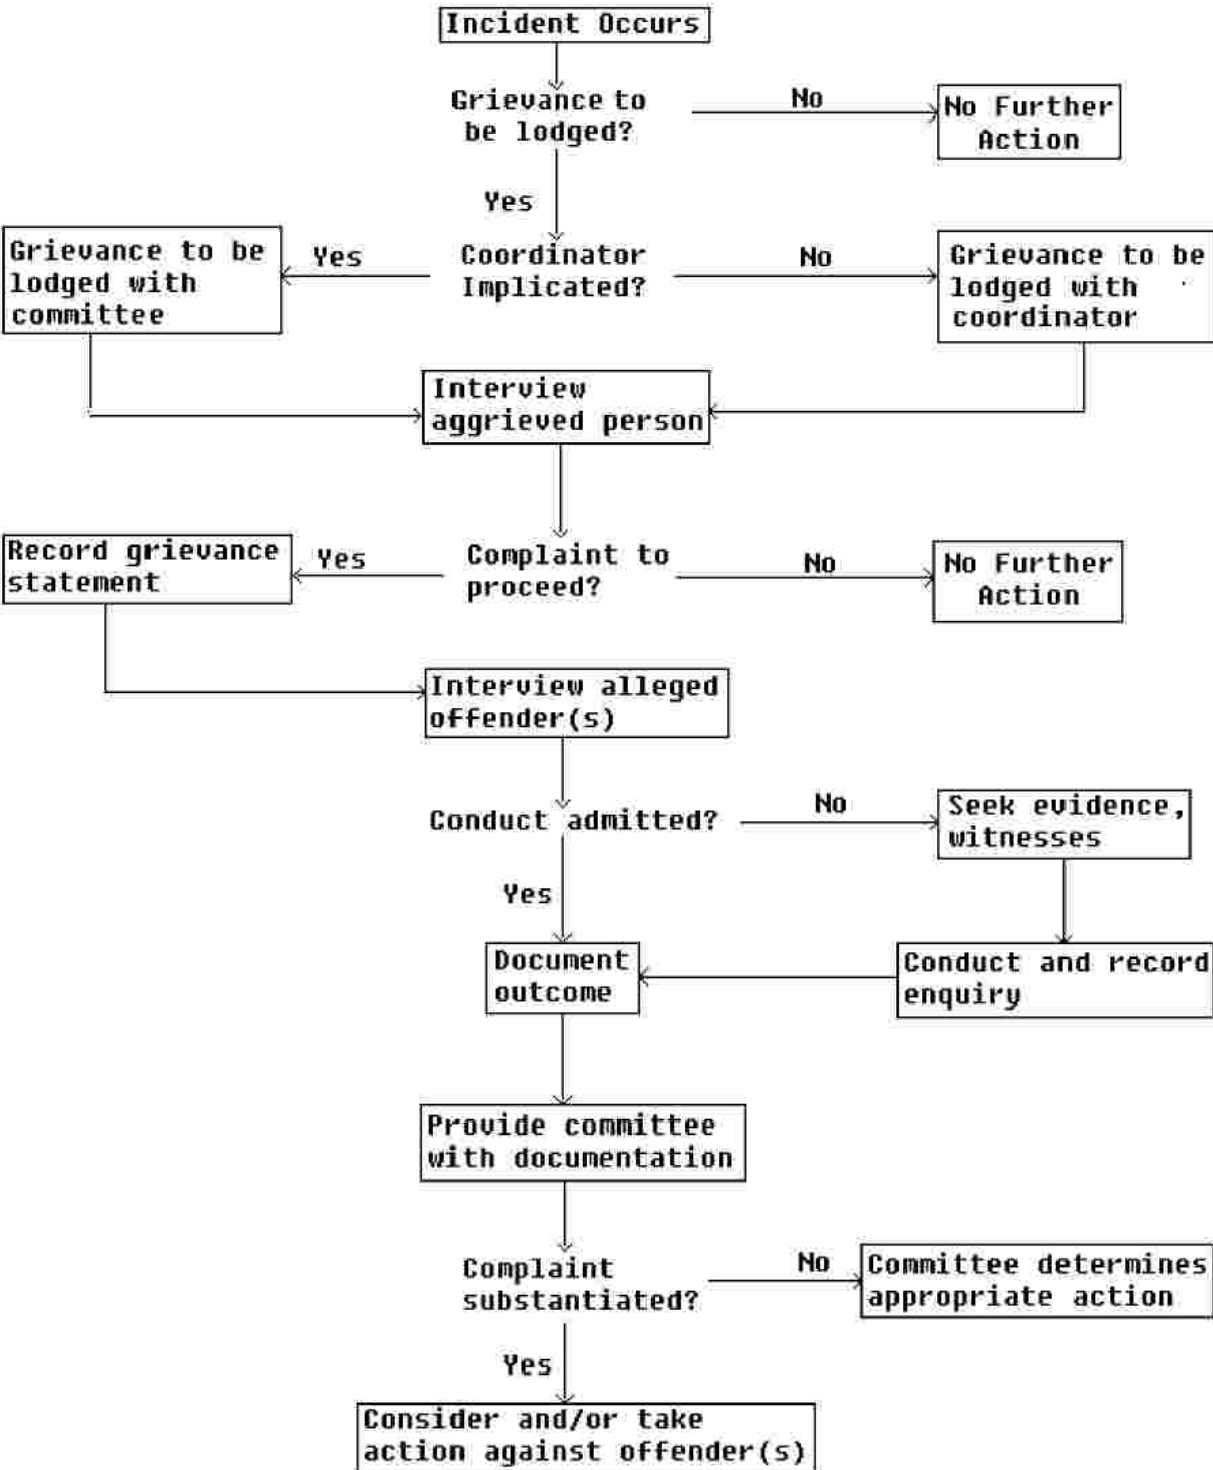 Incident Occurs
Grievance to
be lodged?
No
No Further
Action
Yes
Grievance to be
lodged with
committee
Yes
Coordinator
Implicated?
No
Grievance to be
lodged with
coordinator
Interview
aggrieved person
Record grievance
statement
Yes
Complaint to
proceed?
No
No Further
Action
Interview alleged
offender(s)
Conduct admitted?
No
Seek evidence,
witnesses
Yes
Document
outcome
Conduct and record
enquiry
Provide committee
with documentation
Complaint
substantiated?
No
Committee determines
appropriate action
Yes
Consider and/or take
action against offender(s)